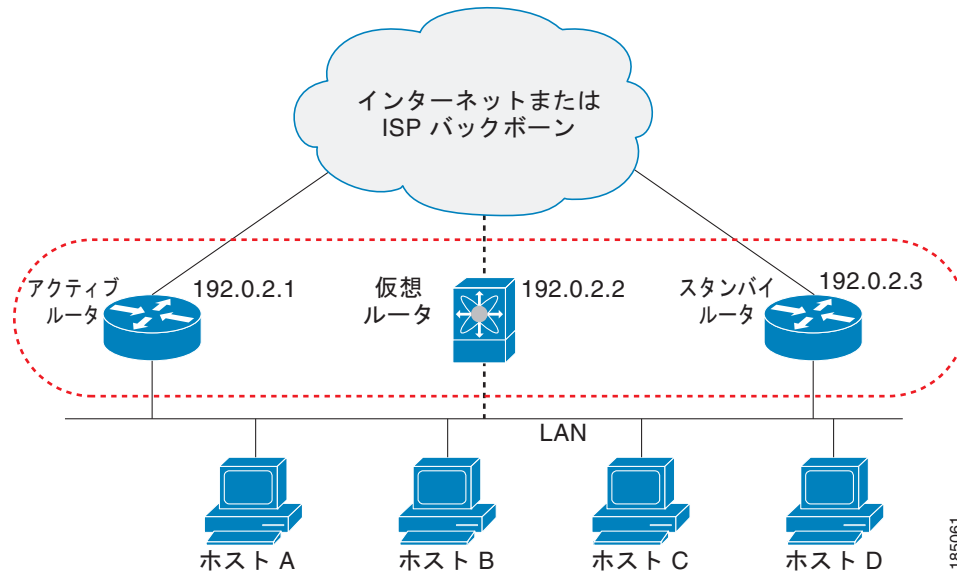 インターネットまたは
ISP バックボーン
アクティブ
ルータ
192.0.2.1
仮想
ルータ
192.0.2.2
スタンバイ
ルータ
192.0.2.3
LAN
ホスト A
ホスト B
ホスト C
ホスト D
185061